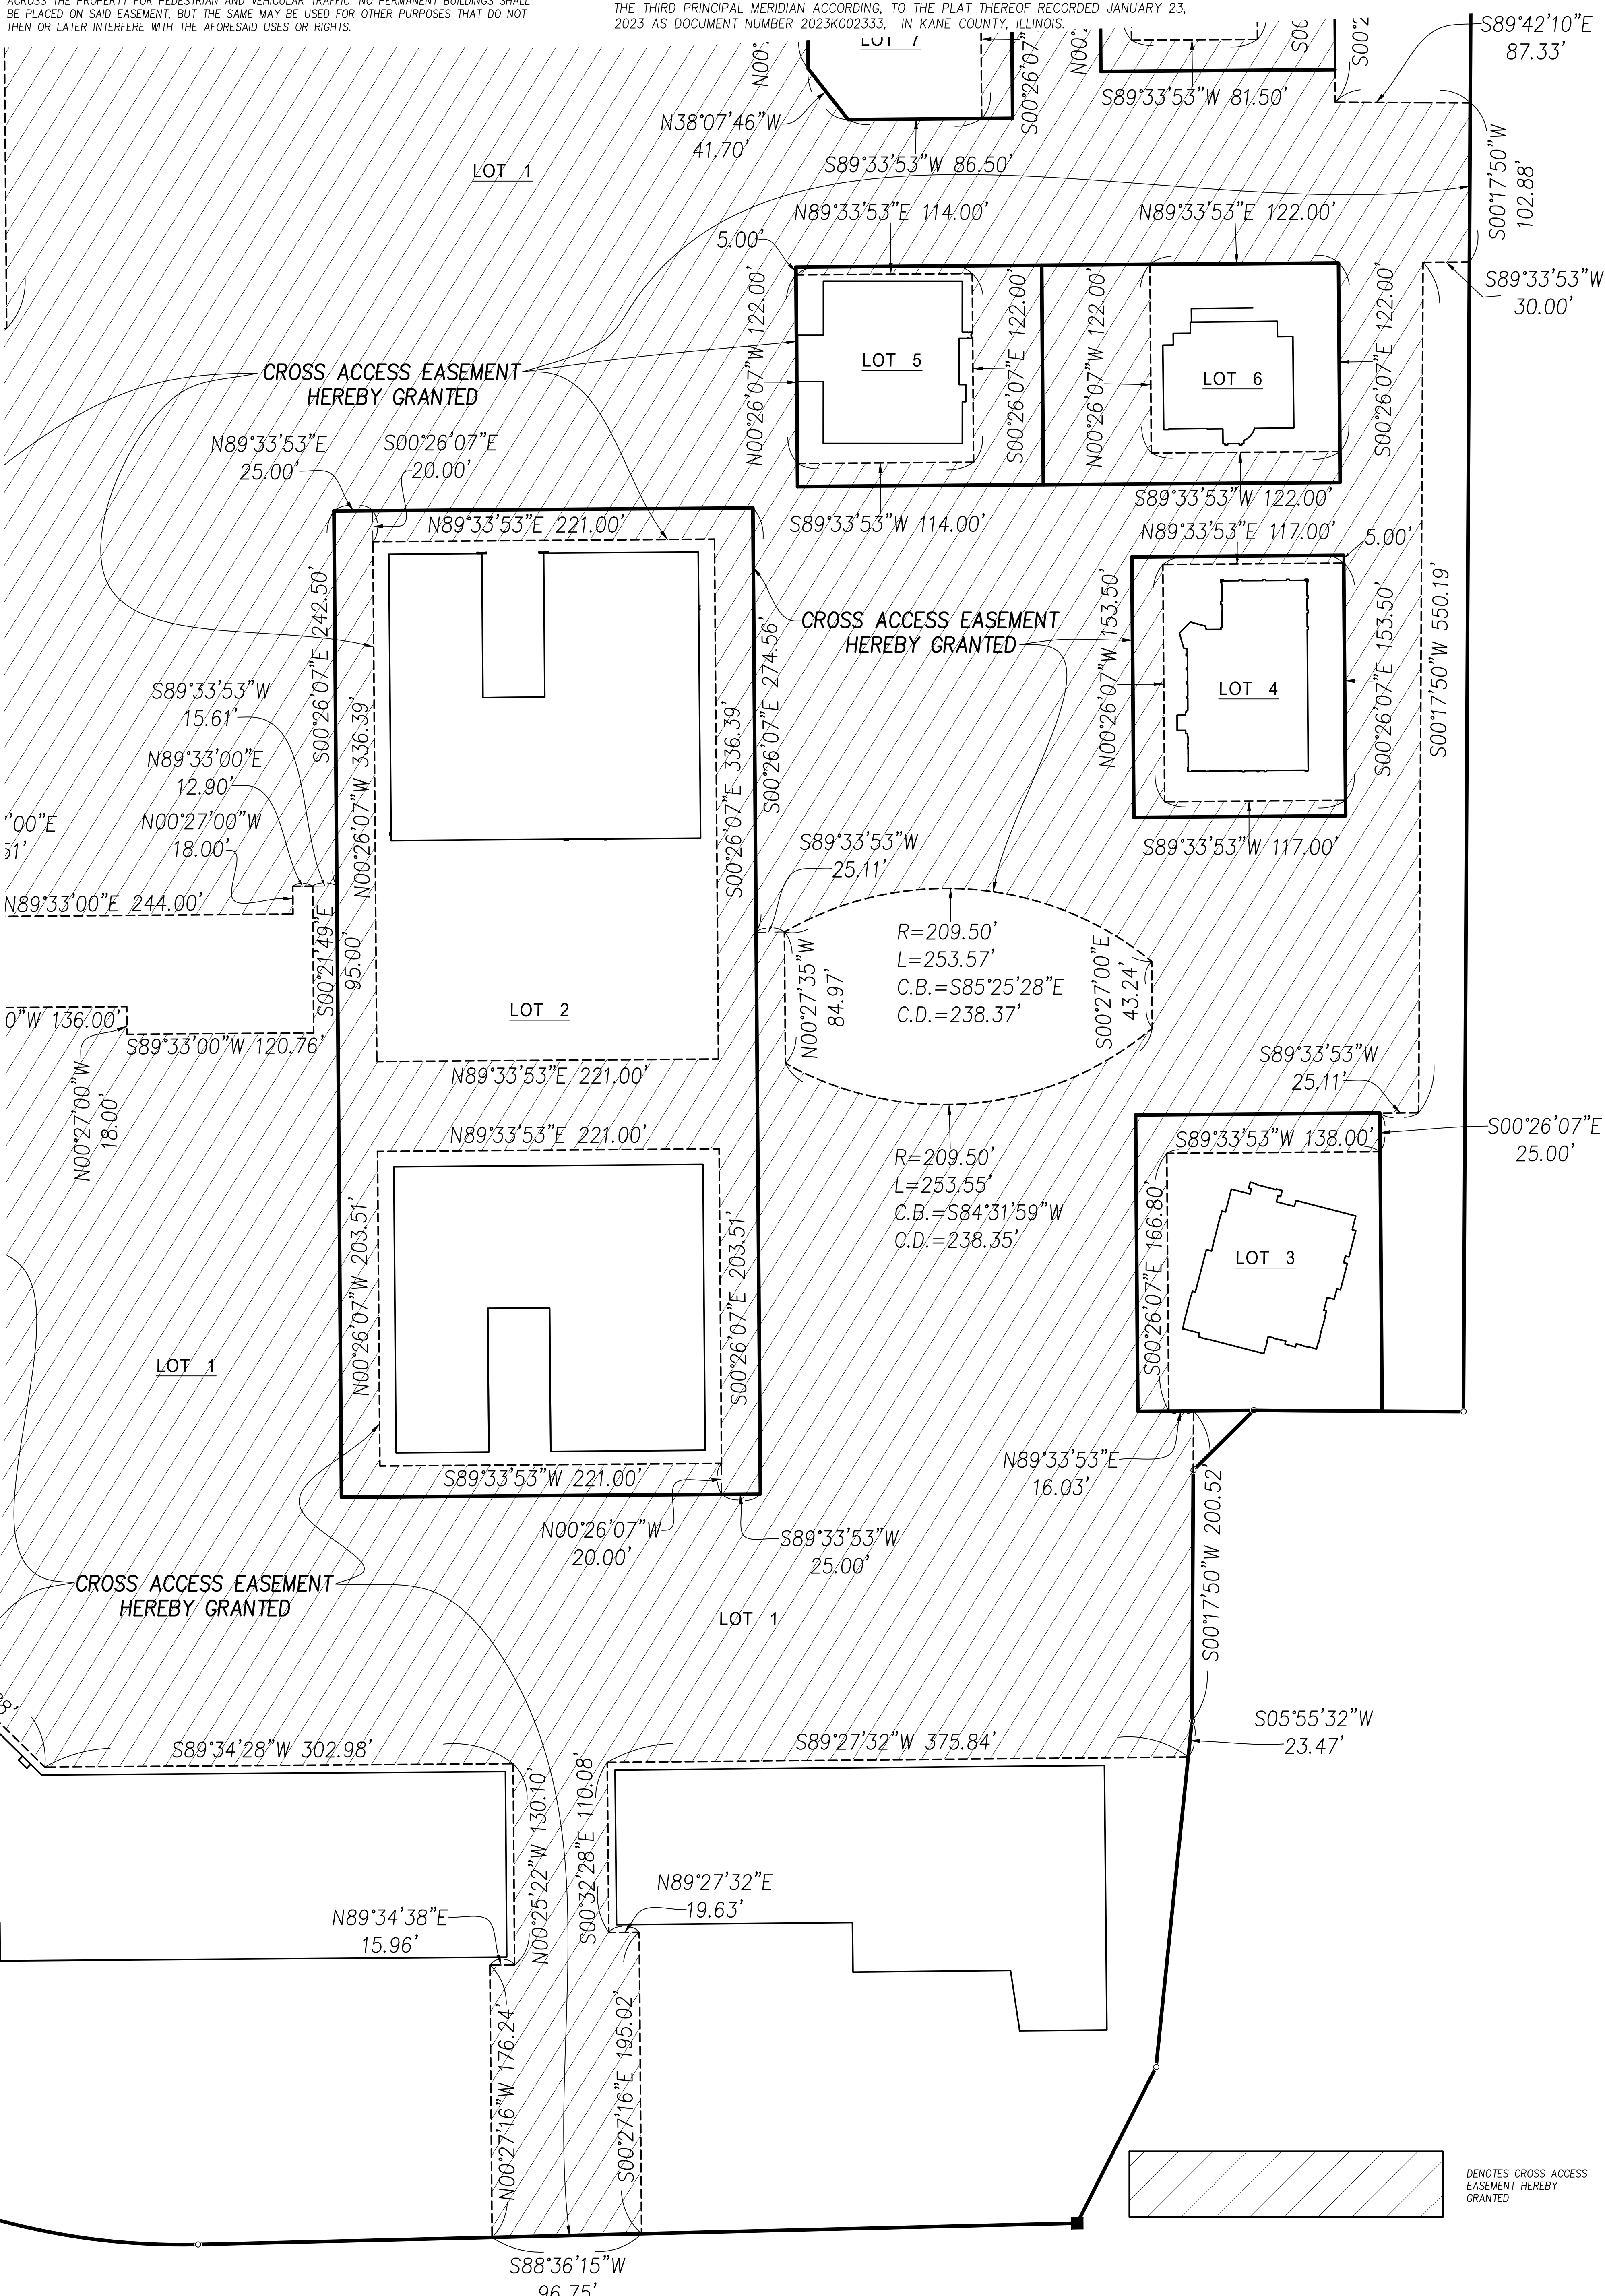 ACROSS THE PROPERTY FOR PEDESTRIAN AND VEHICULAR TRAFFIC. NO PERMANENT BUILDINGS SHALL
BE PLACED ON SAID EASEMENT, BUT THE SAME MAY BE USED FOR OTHER PURPOSES THAT DO NOT
THEN OR LATER INTERFERE WITH THE AFORESAID USES OR RIGHTS.
THE THIRD PRINCIPAL MERIDIAN ACCORDING, TO THE PLAT THEREOF RECORDED JANUARY 23,
2023 AS DOCUMENT NUMBER 2023K002333, IN KANE COUNTY, ILLINOIS.
S89°42'10"E
87.33'
LOT 7
S00°26'07"
S89°33'53"W 81.50'
N38°07'46"W
41.70'
S89°33'53"W 86.50'
S00°17'50"W
102.88'
LOT 1
N89°33'53"E 114.00'
N89°33'53"E 122.00'
5.00'
S89°33'53"W
30.00'
N00°26'07"W 122.00'
LOT 5
S00°26'07"E 122.00'
N00°26'07"W 122.00'
LOT 6
S00°26'07"E 122.00'
CROSS ACCESS EASEMENT
HEREBY GRANTED
N89°33'53"E
25.00'
S00°26'07"E
20.00'
S89°33'53"W 114.00'
S89°33'53"W 122.00'
N89°33'53"E 221.00'
N89°33'53"E 117.00'
5.00'
S00°26'07"E 242.50'
S00°26'07"E 274.56'
CROSS ACCESS EASEMENT
HEREBY GRANTED
N00°26'07"W 153.50'
LOT 4
S00°26'07"E 153.50'
S00°17'50"W 550.19'
S89°33'53"W
15.61'
N00°26'07"W 336.39'
S00°26'07"E 336.39'
N89°33'00"E
12.90'
N00°27'00"W
18.00'
'00"E
51'
S89°33'53"W
25.11'
S89°33'53"W 117.00'
N89°33'00"E 244.00'
S00°21'49"E
95.00'
N00°27'35"W
84.97'
R=209.50'
L=253.57'
C.B.=S85°25'28"E
C.D.=238.37'
S00°27'00"E
43.24'
LOT 2
0"W 136.00'
S89°33'00"W 120.76'
N00°27'00"W
18.00'
N89°33'53"E 221.00'
S89°33'53"W
25.11'
N89°33'53"E 221.00'
S89°33'53"W 138.00'
S00°26'07"E
25.00'
R=209.50'
L=253.55'
C.B.=S84°31'59"W
C.D.=238.35'
N00°26'07"W 203.51'
S00°26'07"E 203.51'
S00°26'07"E 166.80'
LOT 3
LOT 1
S89°33'53"W 221.00'
N89°33'53"E
16.03'
N00°26'07"W
20.00'
S89°33'53"W
25.00'
S00°17'50"W 200.52'
CROSS ACCESS EASEMENT
HEREBY GRANTED
LOT 1
8'
S89°34'28"W 302.98'
S89°27'32"W 375.84'
S05°55'32"W
23.47'
N00°25'22"W 130.10'
S00°32'28"E 110.08'
N89°27'32"E
19.63'
N89°34'38"E
15.96'
N00°27'16"W 176.24'
S00°27'16"E 195.02'
DENOTES CROSS ACCESS
EASEMENT HEREBY
GRANTED
S88°36'15"W
96.75'